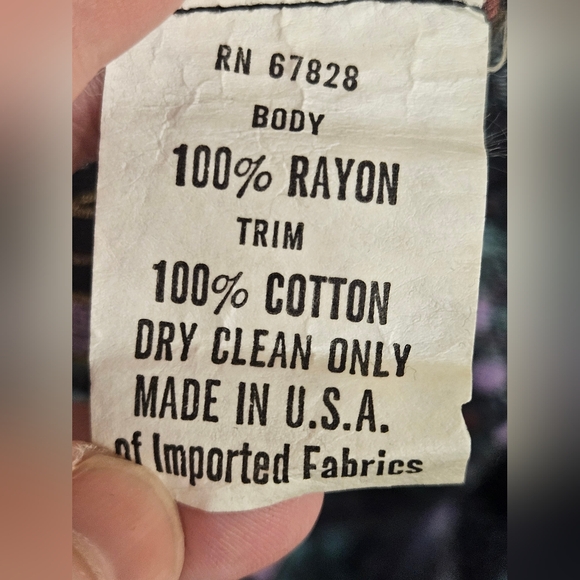 RN 67828
BODY
100% RAYON
TRIM
100% COTTON
DRY CLEAN ONLY
MADE IN U.S.A.
of Imported Fabrics